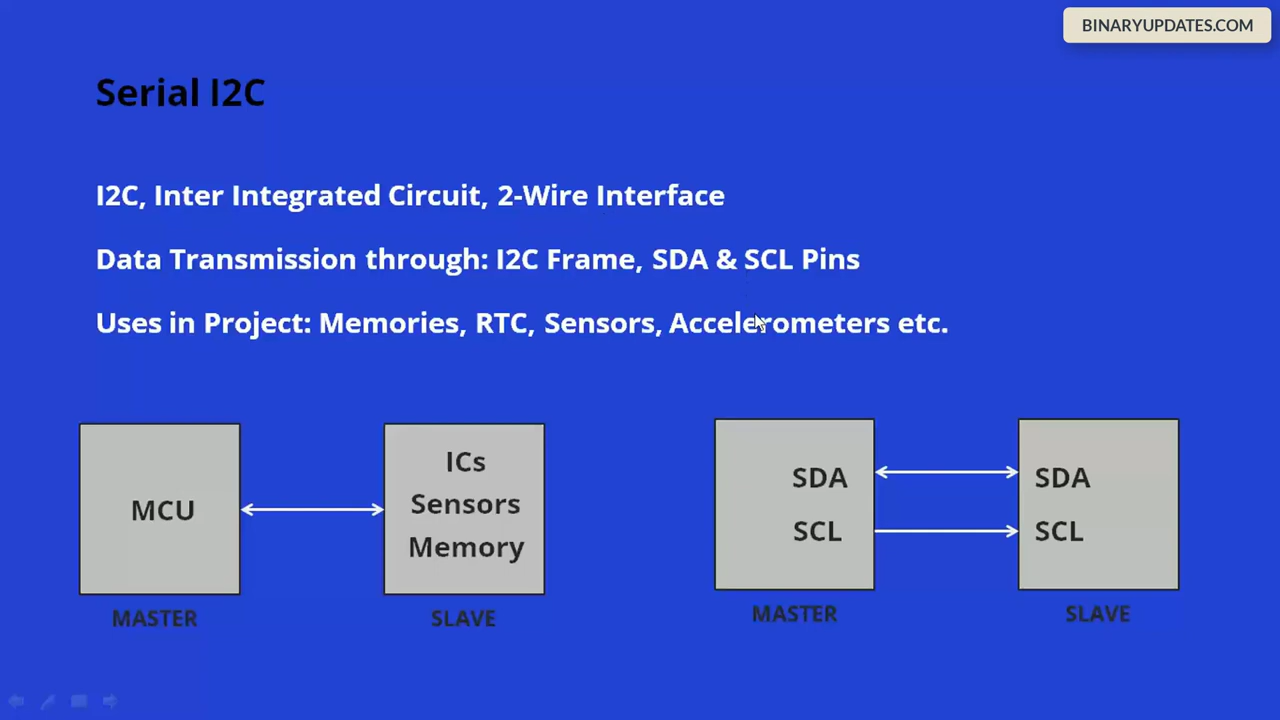 BINARYUPDATES.COM
Serial I2C
I2C, Inter Integrated Circuit, 2-Wire Interface
Data Transmission through: I2C Frame, SDA & SCL Pins
Uses in Project: Memories, RTC, Sensors, Accelerometers etc.
MCU
ICs
Sensors
Memory
MASTER
SLAVE
SDA
SCL
SDA
SCL
MASTER
SLAVE